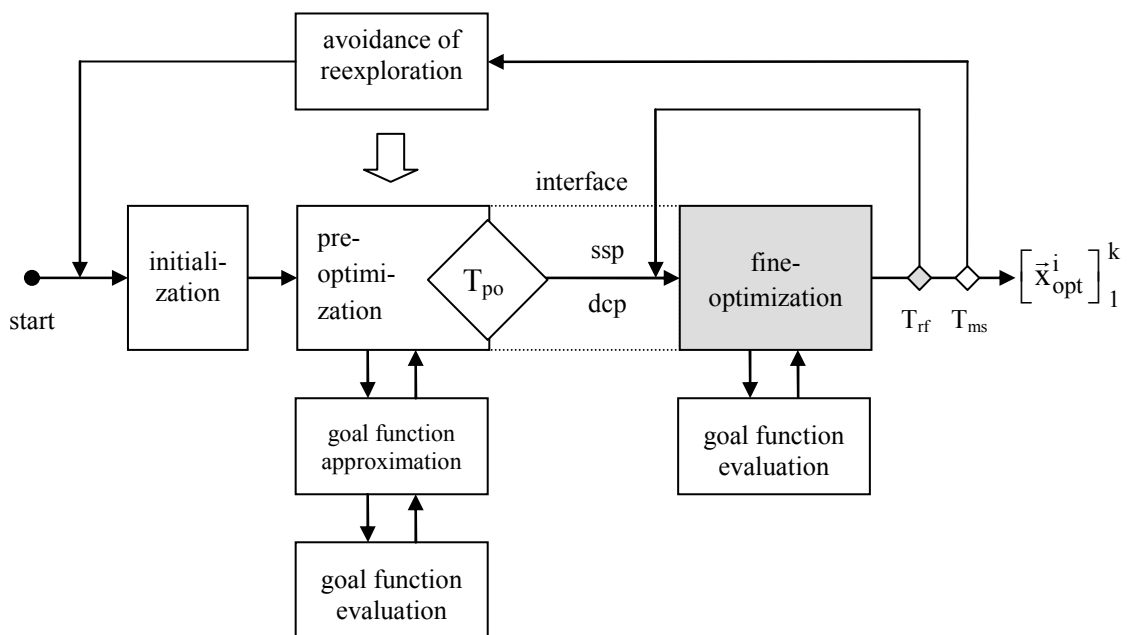 avoidance of
reexploration
interface
start
initiali-
zation
pre-
optimi-
zation
T_po
ssp
dcp
fine-
optimization
T_rf
T_ms
[x⃗^i_opt]^k_1
goal function
approximation
goal function
evaluation
goal function
evaluation